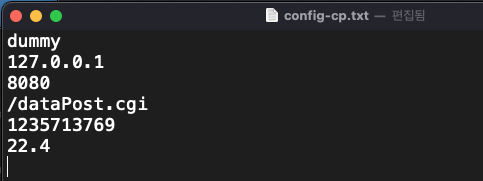 config-cp.txt — 편집됨
dummy
127.0.0.1
8080
/dataPost.cgi
1235713769
22.4